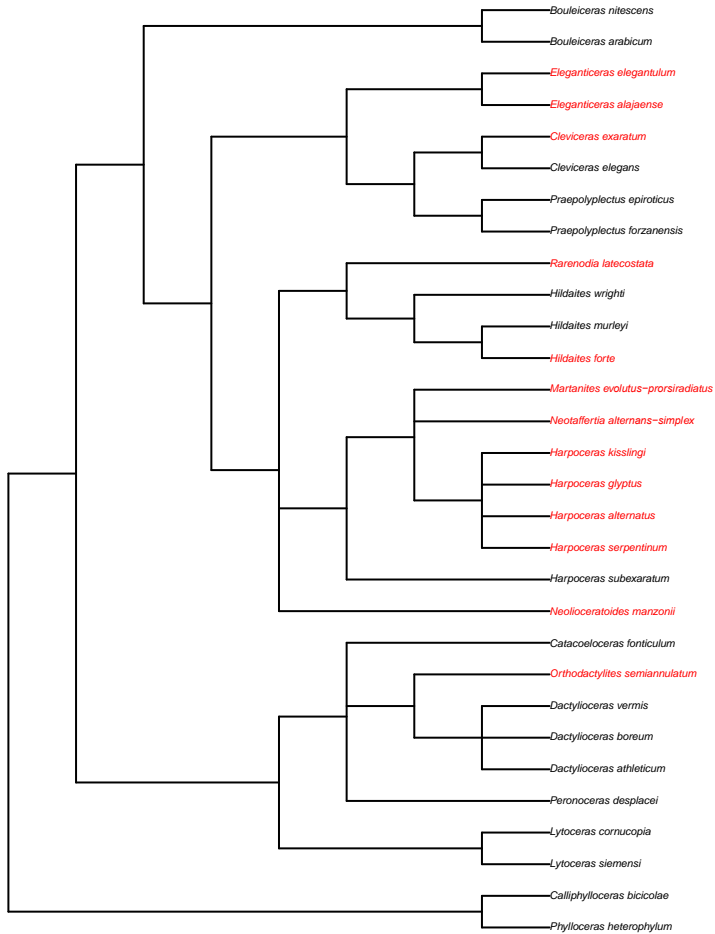 Bouleiceras nitescens
Bouleiceras arabicum
Eleganticeras elegantulum
Eleganticeras alajaense
Cleviceras exaratum
Cleviceras elegans
Praepolyplectus epiroticus
Praepolyplectus forzanensis
Rarenodia latecostata
Hildaites wrighti
Hildaites murleyi
Hildaites forte
Martanites evolutus−prorsiradiatus
Neotaffertia alternans−simplex
Harpoceras kisslingi
Harpoceras glyptus
Harpoceras alternatus
Harpoceras serpentinum
Harpoceras subexaratum
Neolioceratoides manzonii
Catacoeloceras fonticulum
Orthodactylites semiannulatum
Dactylioceras vermis
Dactylioceras boreum
Dactylioceras athleticum
Peronoceras desplacei
Lytoceras cornucopia
Lytoceras siemensi
Calliphylloceras bicicolae
Phylloceras heterophylum